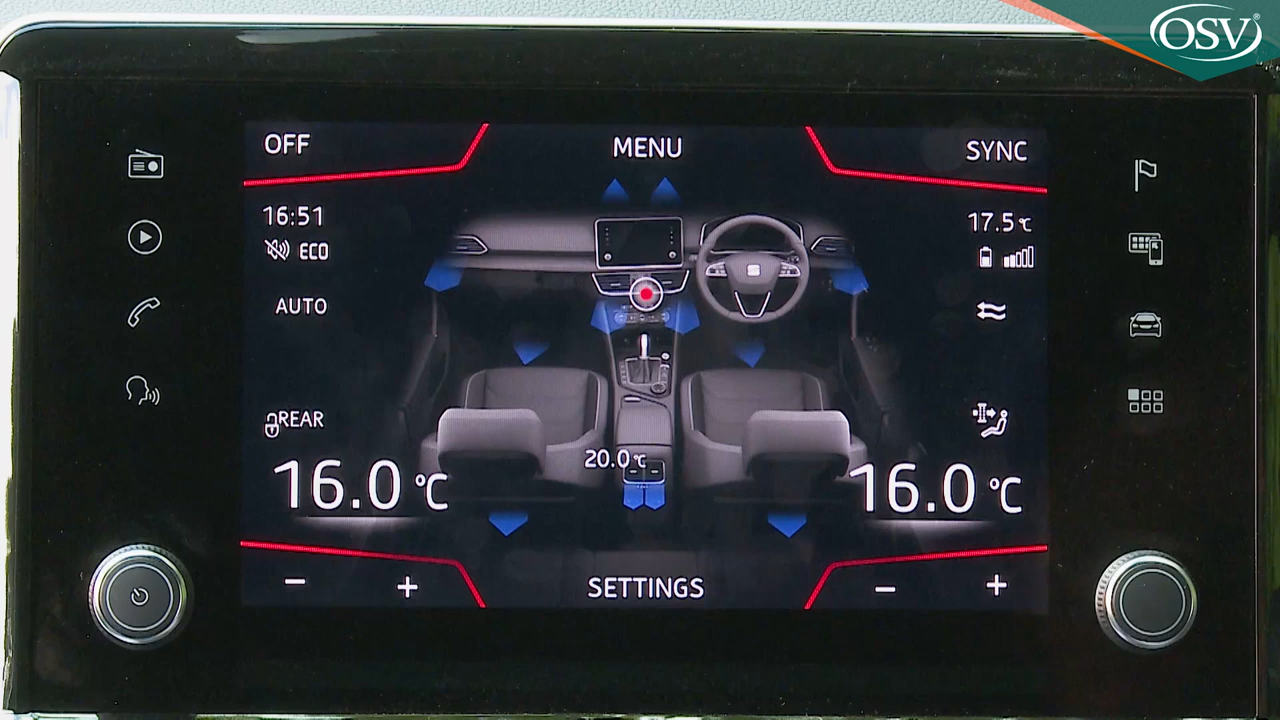 OSV®
OFF
MENU
SYNC
16:51
17.5°C
ECO
AUTO
REAR
20.0°C
16.0 °C
16.0 °C
− +
SETTINGS
− +